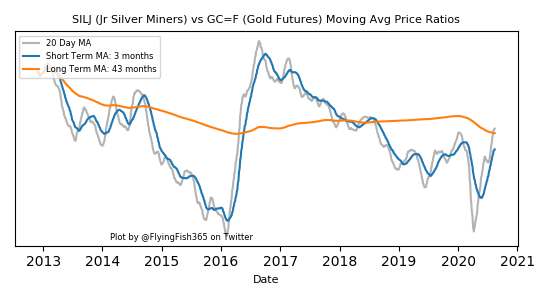 SILJ (Jr Silver Miners) vs GC=F (Gold Futures) Moving Avg Price Ratios
20 Day MA
Short Term MA: 3 months
Long Term MA: 43 months
Plot by @FlyingFish365 on Twitter
2013 2014 2015 2016 2017 2018 2019 2020 2021
Date